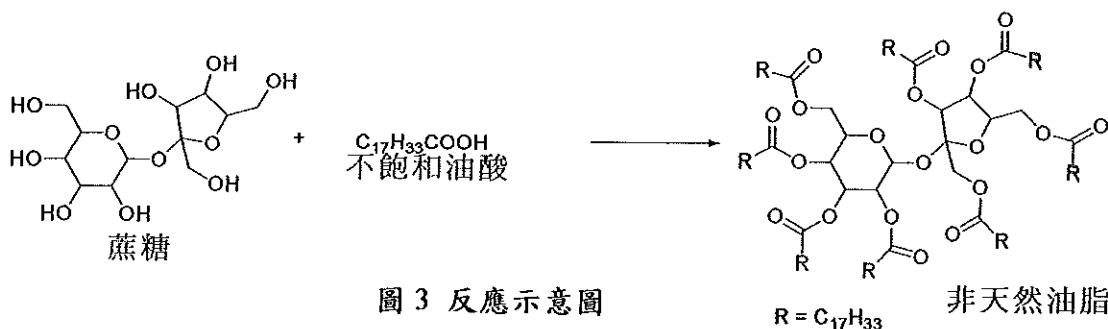 OH
HO OH
HO OH
HO O O
HO O HO OH
HO OH
蔗糖
+
C₁₇H₃₃COOH
不飽和油酸
O O
R R
R O
O
O
O
O
O O O
R O
O O O R
O
O O
O O O
R R R
圖 3 反應示意圖
R = C₁₇H₃₃
非天然油脂